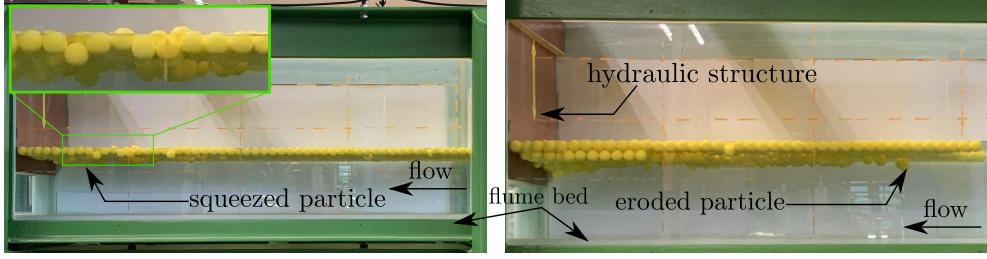 hydraulic structure
squeezed particle
flow
flume bed
eroded particle
flow